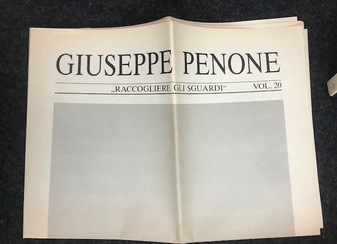 GIUSEPPE PENONE
„RACCOGLIERE GLI SGUARDI“ VOL. 20